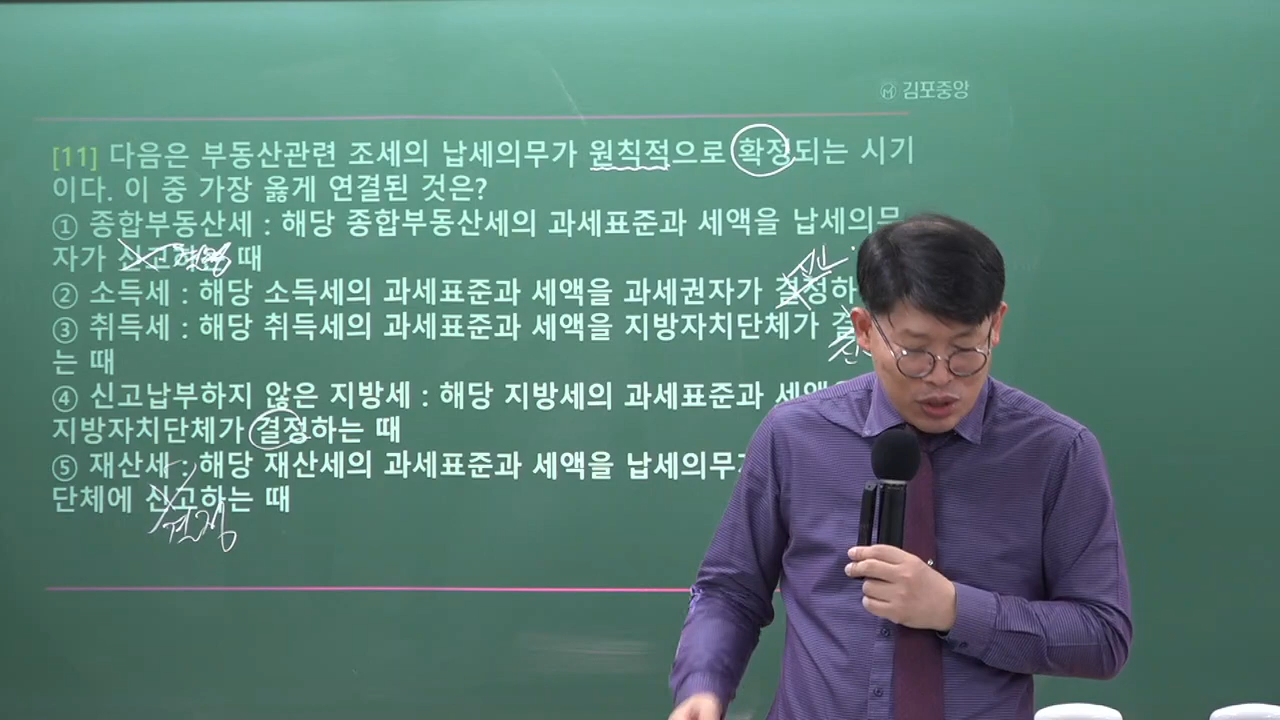 김포중앙
[11] 다음은 부동산관련 조세의 납세의무가 원칙적으로 확정되는 시기
이다. 이 중 가장 옳게 연결된 것은?
① 종합부동산세 : 해당 종합부동산세의 과세표준과 세액을 납세의무
자가 신고하는 때
신고
② 소득세 : 해당 소득세의 과세표준과 세액을 과세권자가 결정하
③ 취득세 : 해당 취득세의 과세표준과 세액을 지방자치단체가
는 때
④ 신고납부하지 않은 지방세 : 해당 지방세의 과세표준과 세액
지방자치단체가 결정하는 때
⑤ 재산세 : 해당 재산세의 과세표준과 세액을 납세의무
단체에 신고하는 때
결정